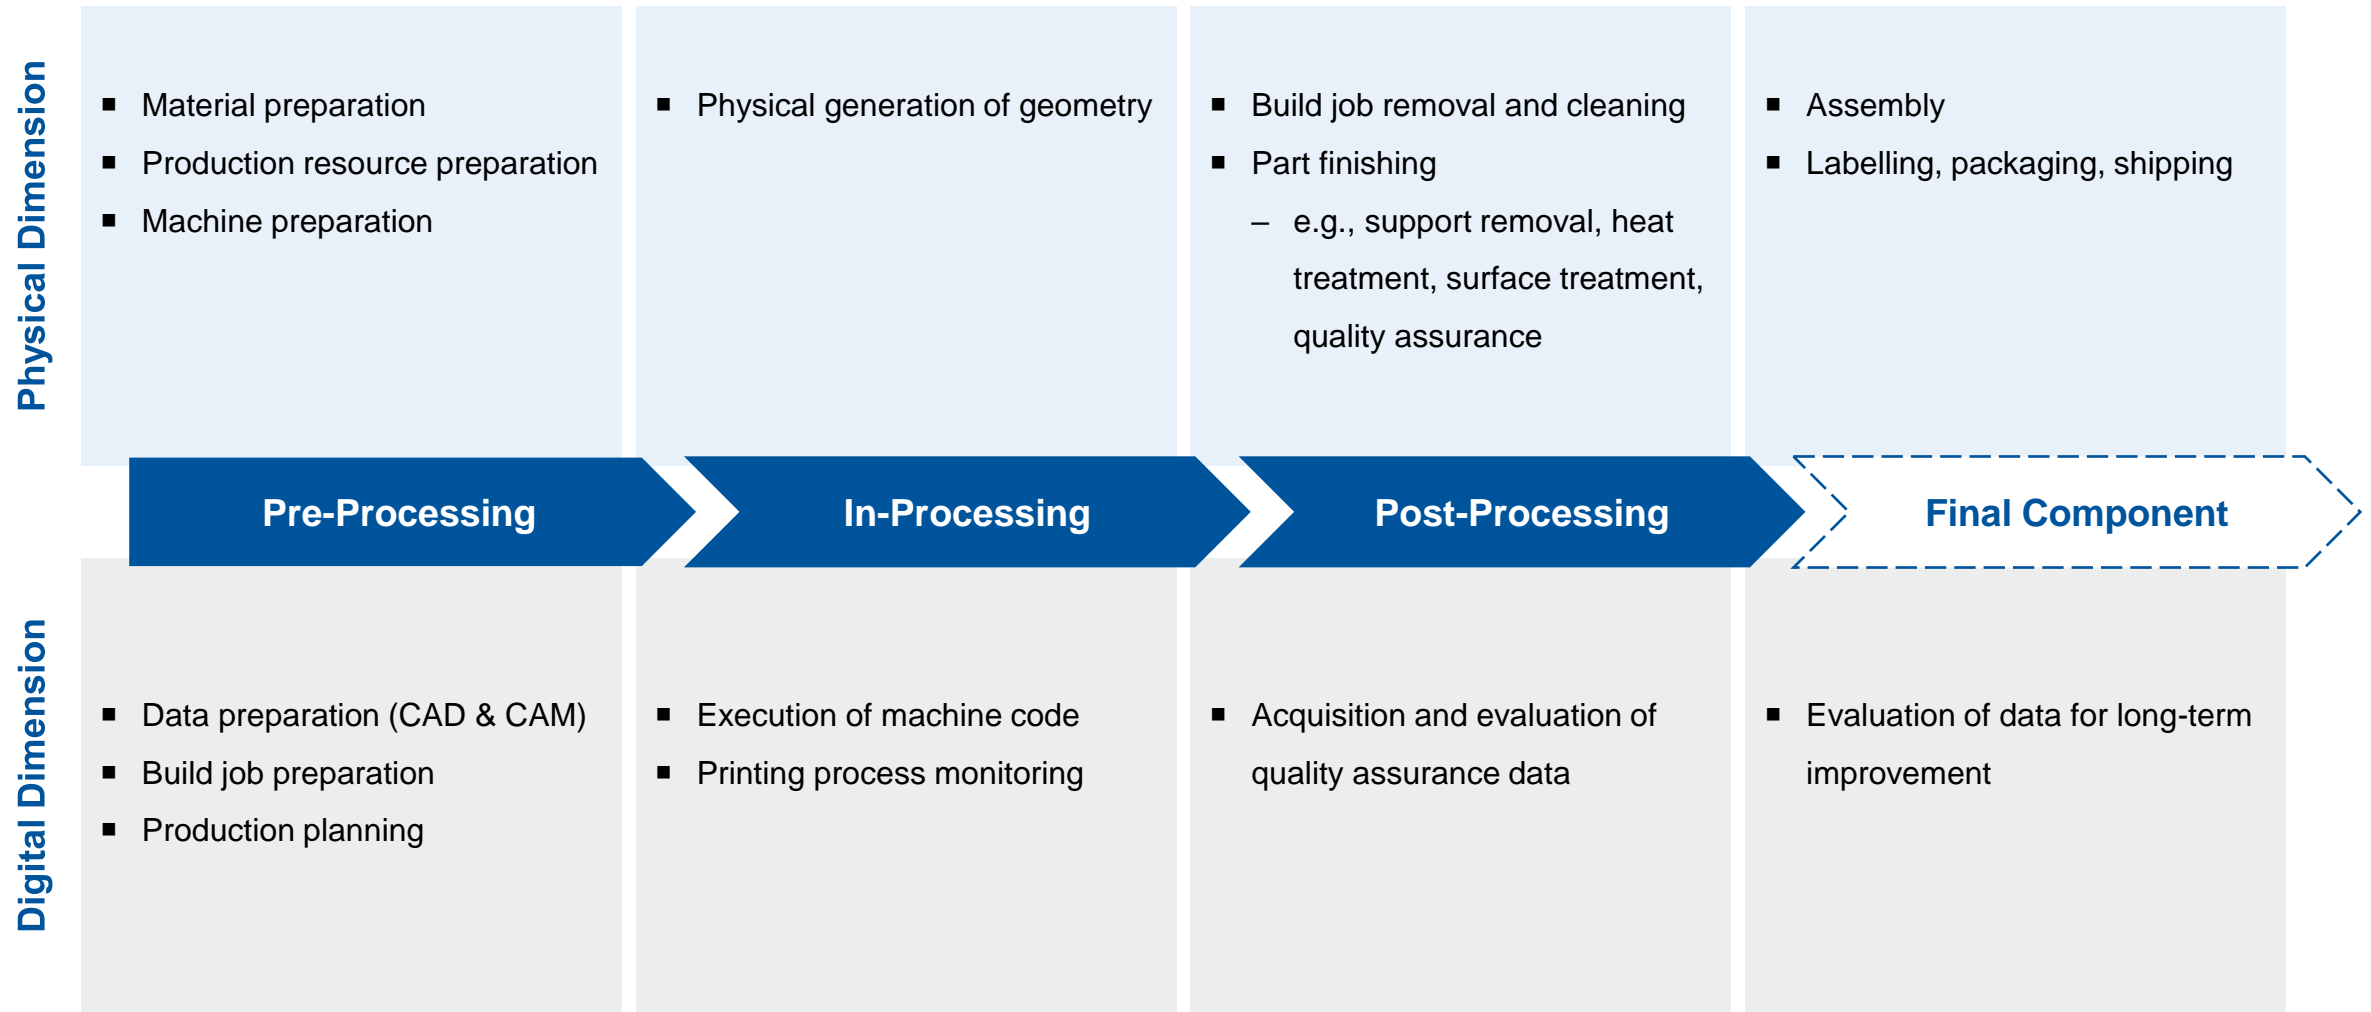 Physical Dimension
Material preparation
Production resource preparation
Machine preparation
Physical generation of geometry
Build job removal and cleaning
Part finishing
– e.g., support removal, heat
treatment, surface treatment,
quality assurance
Assembly
Labelling, packaging, shipping
Pre-Processing
In-Processing
Post-Processing
Final Component
Digital Dimension
Data preparation (CAD & CAM)
Build job preparation
Production planning
Execution of machine code
Printing process monitoring
Acquisition and evaluation of
quality assurance data
Evaluation of data for long-term
improvement